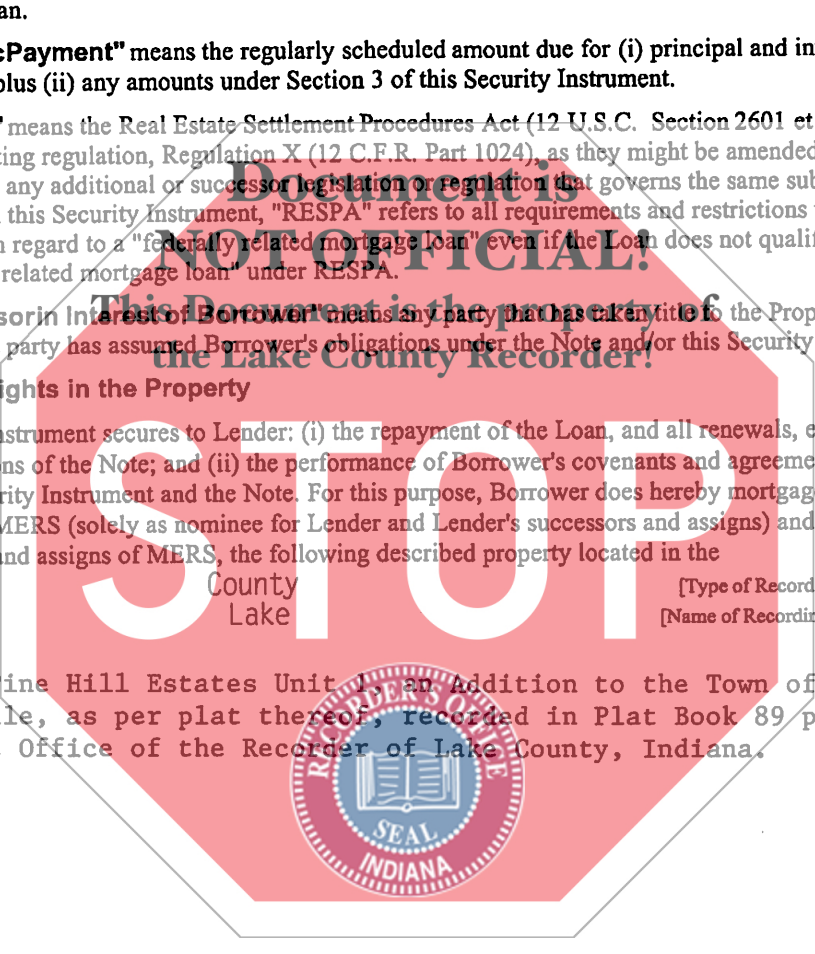 an.
cPayment" means the regularly scheduled amount due for (i) principal and in
plus (ii) any amounts under Section 3 of this Security Instrument.
" means the Real Estate Settlement Procedures Act (12 U.S.C. Section 2601 et
ting regulation, Regulation X (12 C.F.R. Part 1024), as they might be amended
any additional or successor legislation or regulation that governs the same sub
this Security Instrument, "RESPA" refers to all requirements and restrictions
n regard to a "federally related mortgage loan" even if the Loan does not qualif
related mortgage loan" under RESPA.
Document is
NOT OFFICIAL!
This Document is the property of
the Lake County Recorder!
sorin Interest of Borrower" means any party that has taken title to the Prop
party has assumed Borrower's obligations under the Note and/or this Security
ights in the Property
nstrument secures to Lender: (i) the repayment of the Loan, and all renewals, e
ons of the Note; and (ii) the performance of Borrower's covenants and agreeme
rity Instrument and the Note. For this purpose, Borrower does hereby mortgag
MERS (solely as nominee for Lender and Lender's successors and assigns) and
and assigns of MERS, the following described property located in the
County [Type of Record
Lake [Name of Recordin
STOP
ine Hill Estates Unit 1, an Addition to the Town of
le, as per plat thereof, recorded in Plat Book 89 p
Office of the Recorder of Lake County, Indiana.
RECORDER'S OFFICE
SEAL
INDIANA